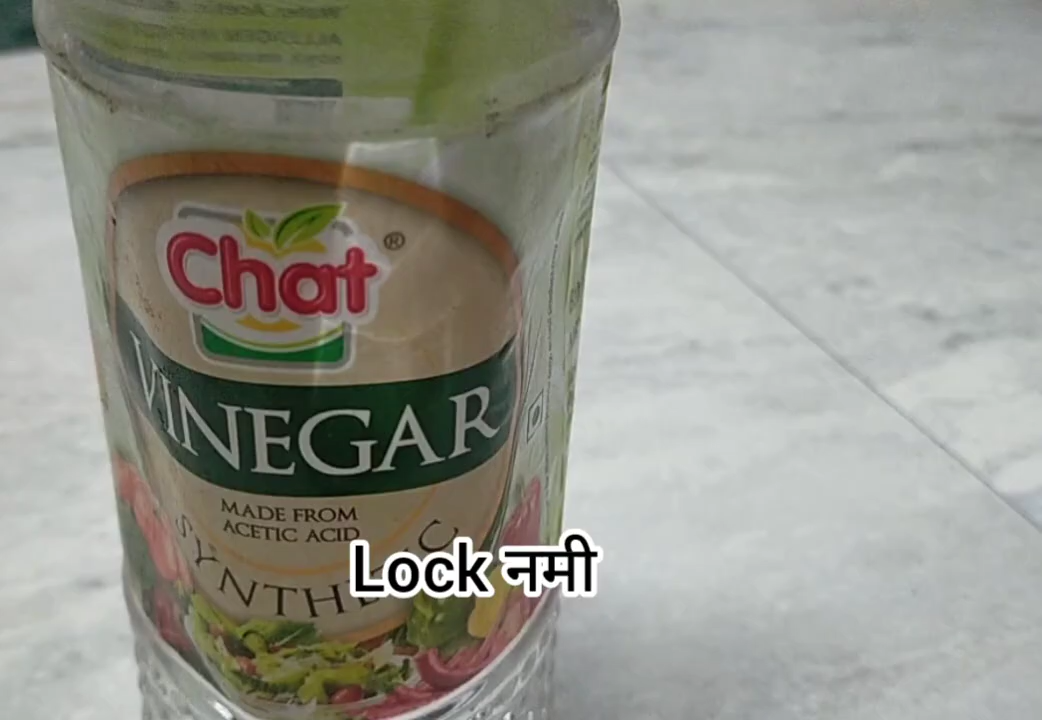 Chat ®
VINEGAR
MADE FROM
ACETIC ACID
Lock नमी